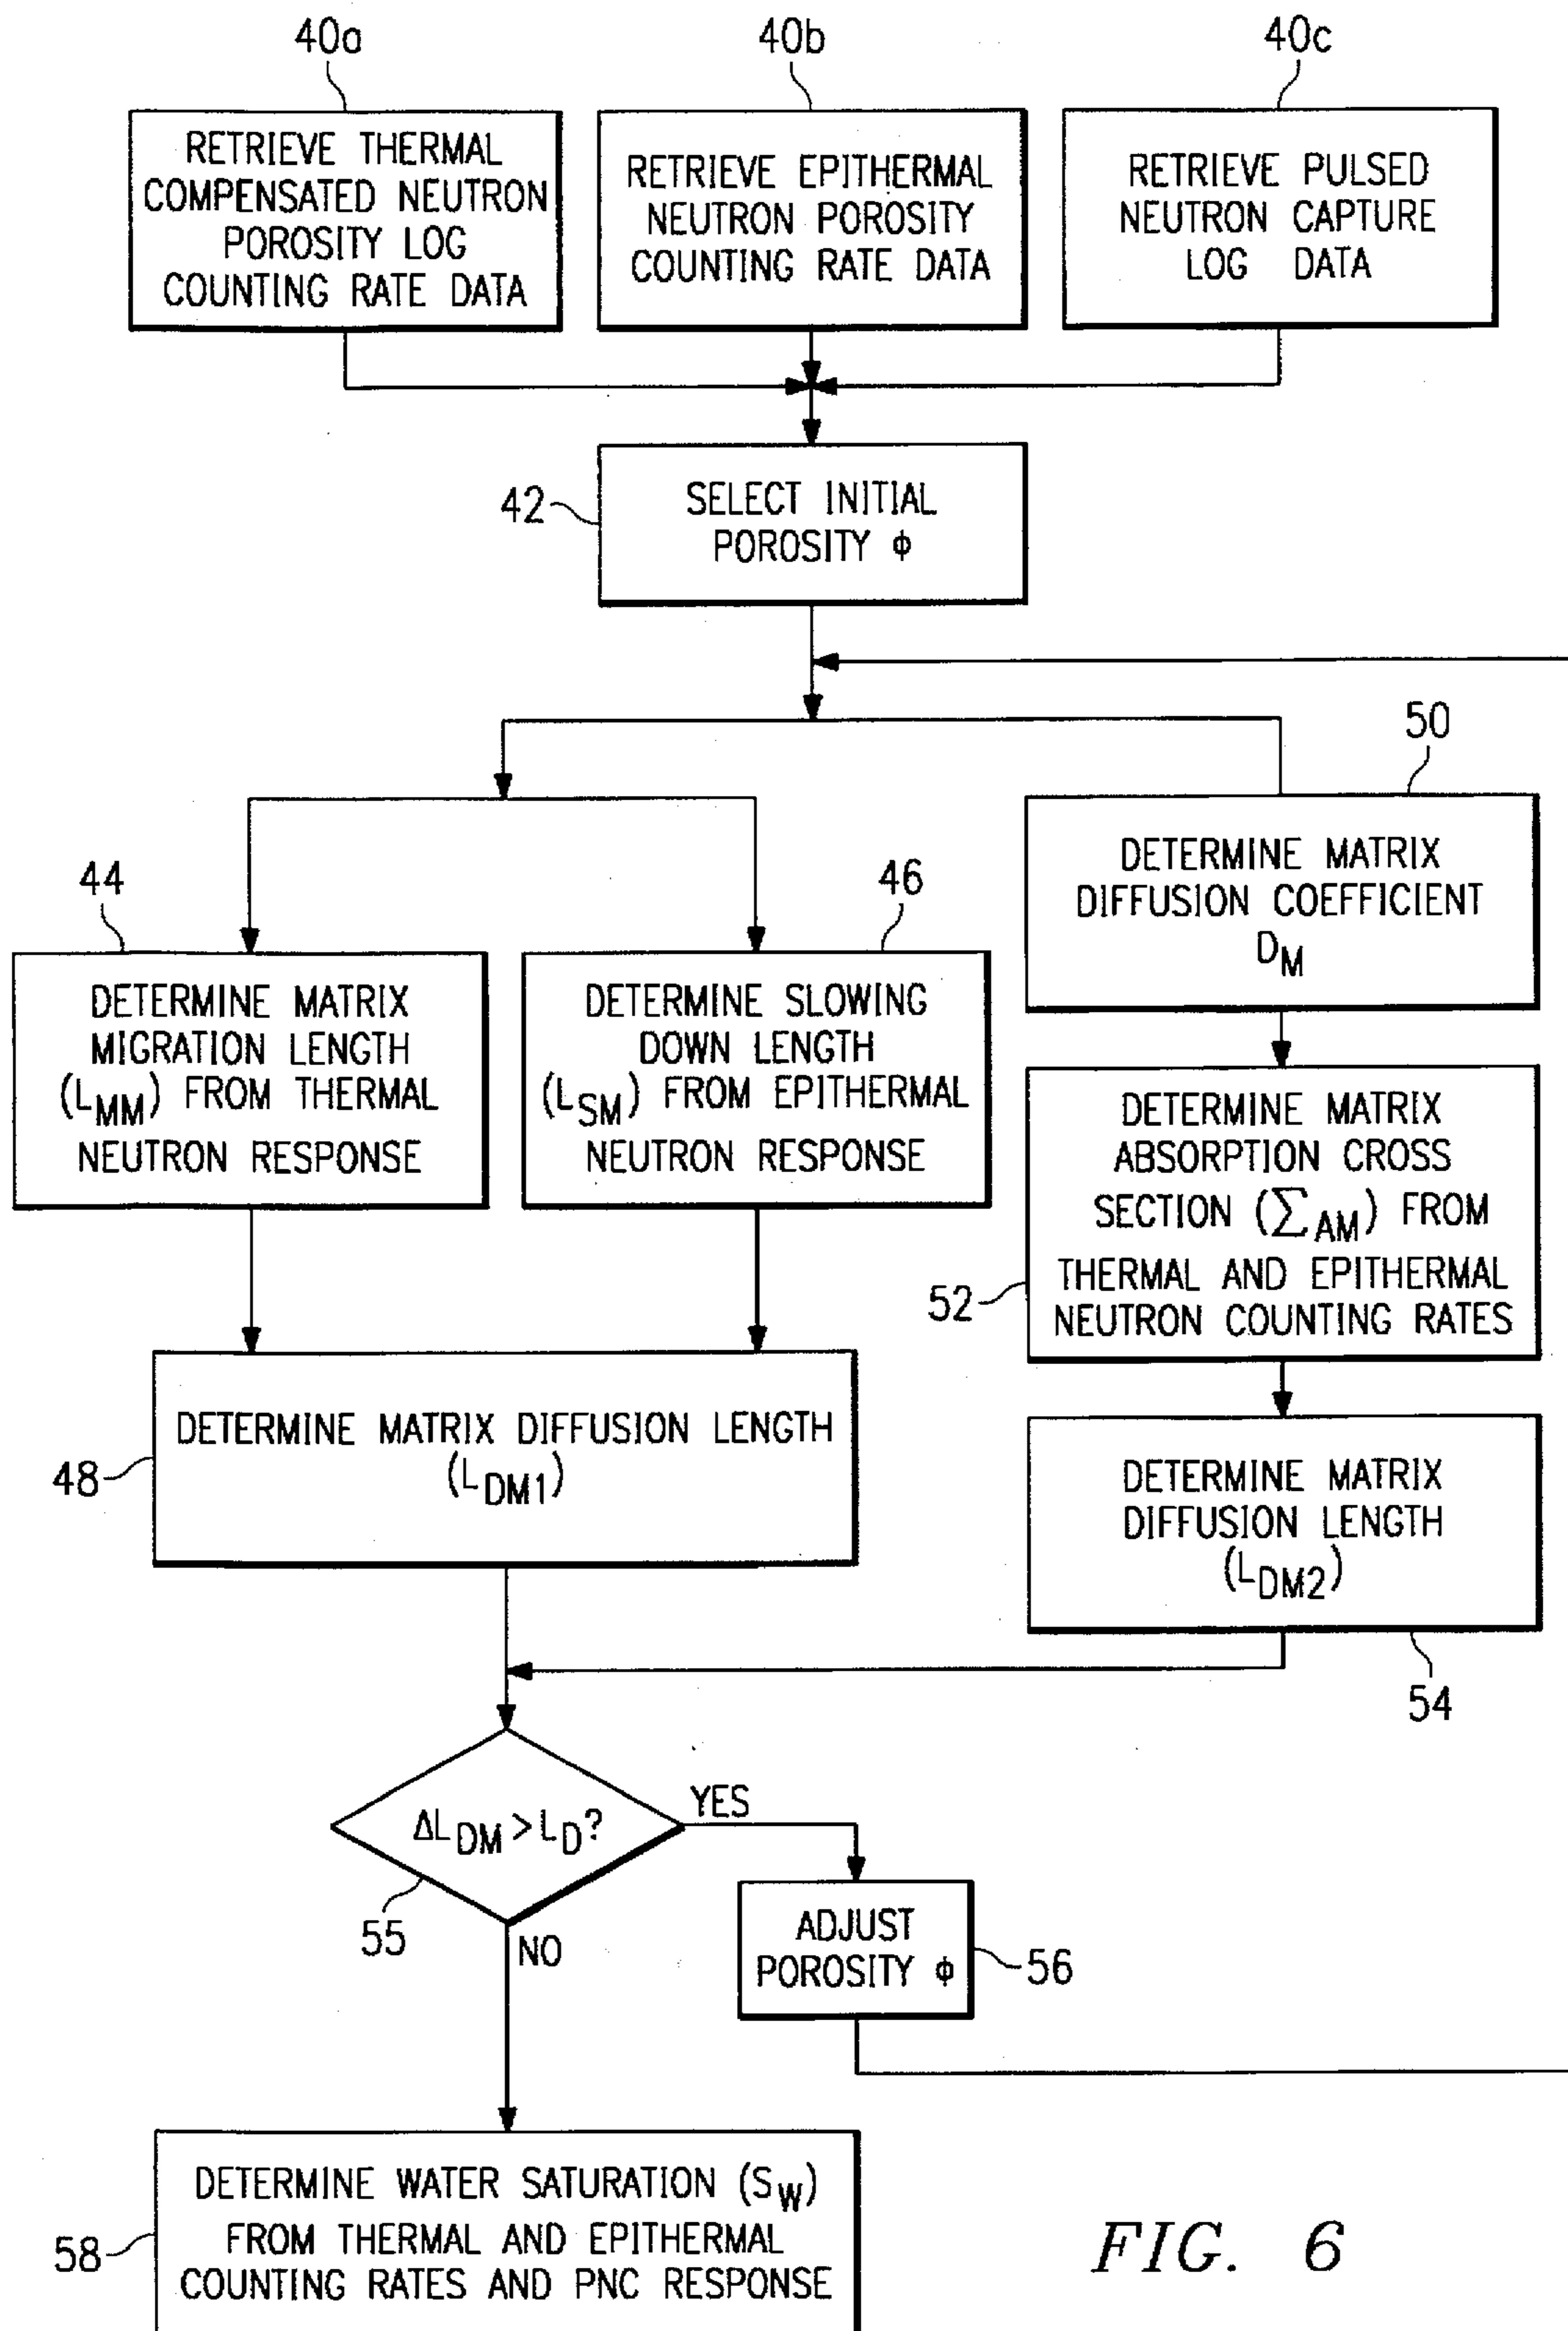 40a
40b
40c
RETRIEVE THERMAL
COMPENSATED NEUTRON
POROSITY LOG
COUNTING RATE DATA
RETRIEVE EPITHERMAL
NEUTRON POROSITY
COUNTING RATE DATA
RETRIEVE PULSED
NEUTRON CAPTURE
LOG DATA
42
SELECT INITIAL
POROSITY ϕ
50
DETERMINE MATRIX
DIFFUSION COEFFICIENT
D_M
44
46
DETERMINE MATRIX
MIGRATION LENGTH
(L_MM) FROM THERMAL
NEUTRON RESPONSE
DETERMINE SLOWING
DOWN LENGTH
(L_SM) FROM EPITHERMAL
NEUTRON RESPONSE
52
DETERMINE MATRIX
ABSORPTION CROSS
SECTION (Σ_AM) FROM
THERMAL AND EPITHERMAL
NEUTRON COUNTING RATES
48
DETERMINE MATRIX DIFFUSION LENGTH
(L_DM1)
DETERMINE MATRIX
DIFFUSION LENGTH
(L_DM2)
54
ΔL_DM > L_D?
YES
55
NO
ADJUST
POROSITY ϕ
56
58
DETERMINE WATER SATURATION (S_W)
FROM THERMAL AND EPITHERMAL
COUNTING RATES AND PNC RESPONSE
FIG. 6